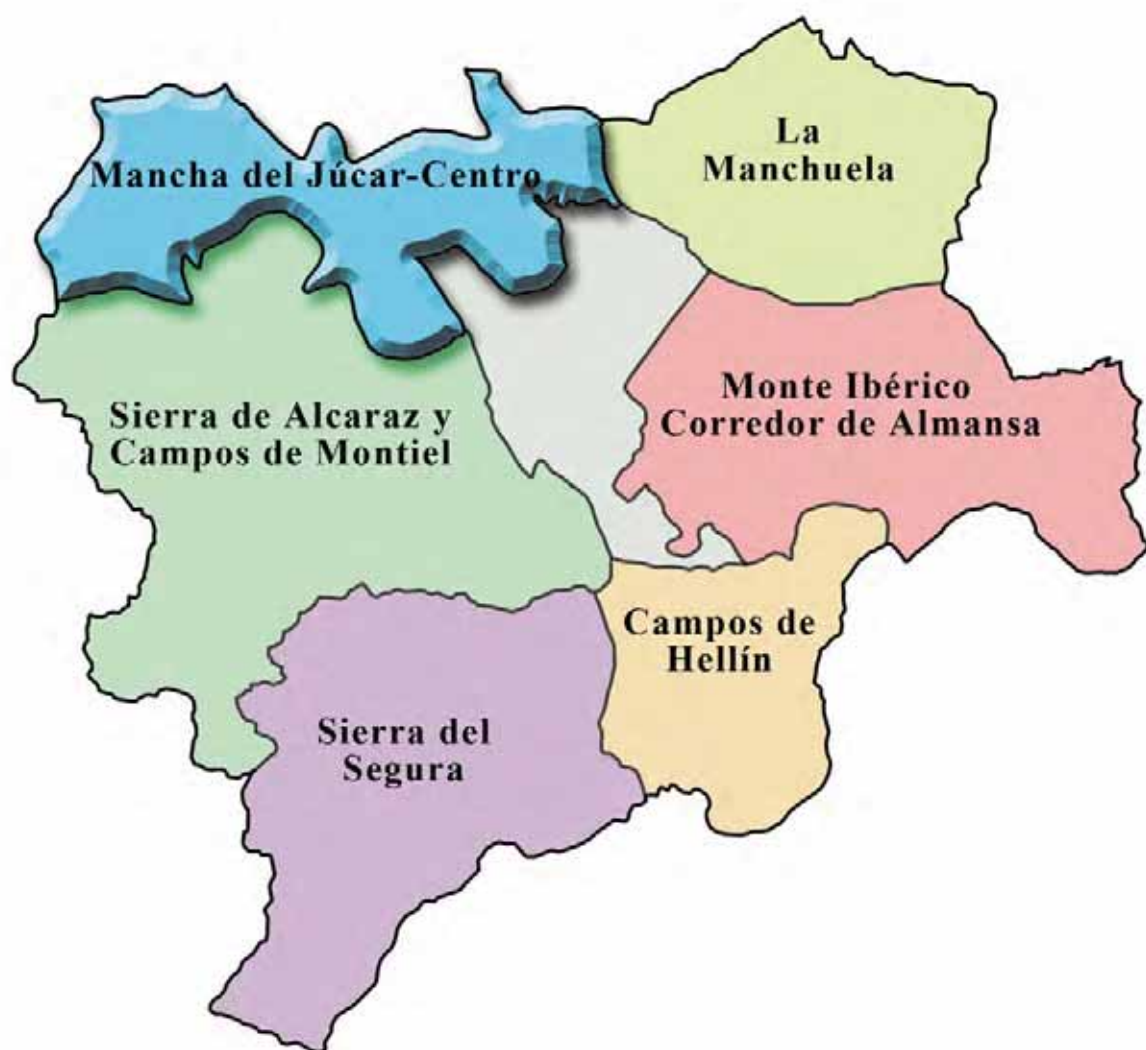 Mancha del Júcar-Centro
La
Manchuela
Sierra de Alcaraz y
Campos de Montiel
Monte Ibérico
Corredor de Almansa
Campos de
Hellín
Sierra del
Segura